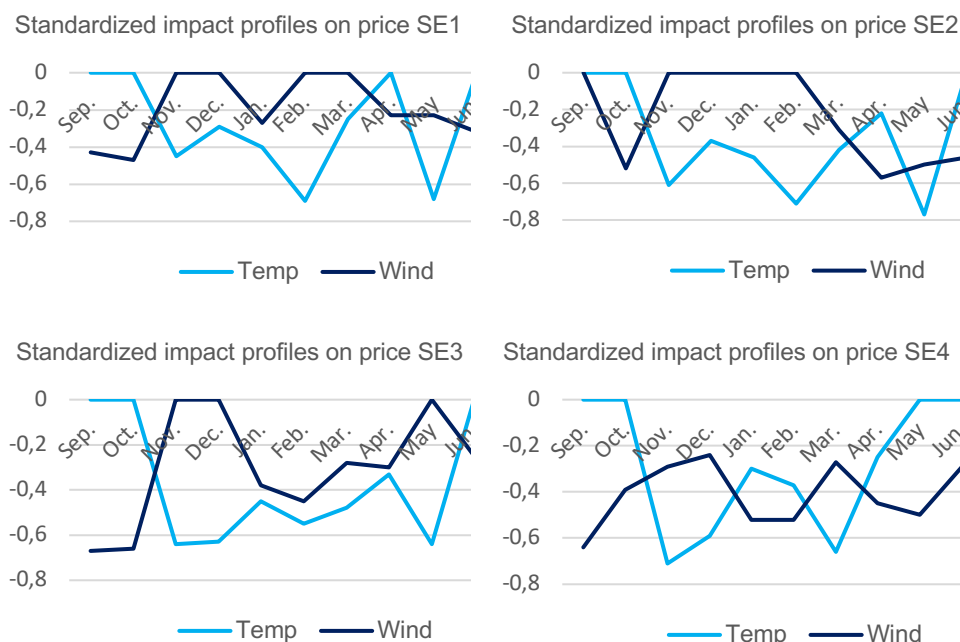 Standardized impact profiles on price SE1
0
-0,2
-0,4
-0,6
-0,8
Sep.
Oct.
Nov.
Dec.
Jan.
Feb.
Mar.
Apr.
May
Jun
Temp
Wind
Standardized impact profiles on price SE2
0
-0,2
-0,4
-0,6
-0,8
Sep.
Oct.
Nov.
Dec.
Jan.
Feb.
Mar.
Apr.
May
Jun
Temp
Wind
Standardized impact profiles on price SE3
0
-0,2
-0,4
-0,6
-0,8
Sep.
Oct.
Nov.
Dec.
Jan.
Feb.
Mar.
Apr.
May
Jun
Temp
Wind
Standardized impact profiles on price SE4
0
-0,2
-0,4
-0,6
-0,8
Sep.
Oct.
Nov.
Dec.
Jan.
Feb.
Mar.
Apr.
May
Jun
Temp
Wind